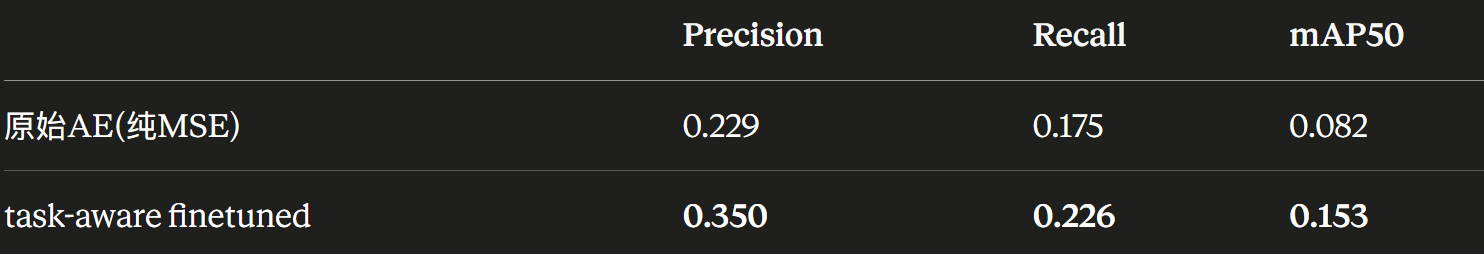 Precision Recall mAP50
原始AE(纯MSE) 0.229 0.175 0.082
task-aware finetuned 0.350 0.226 0.153